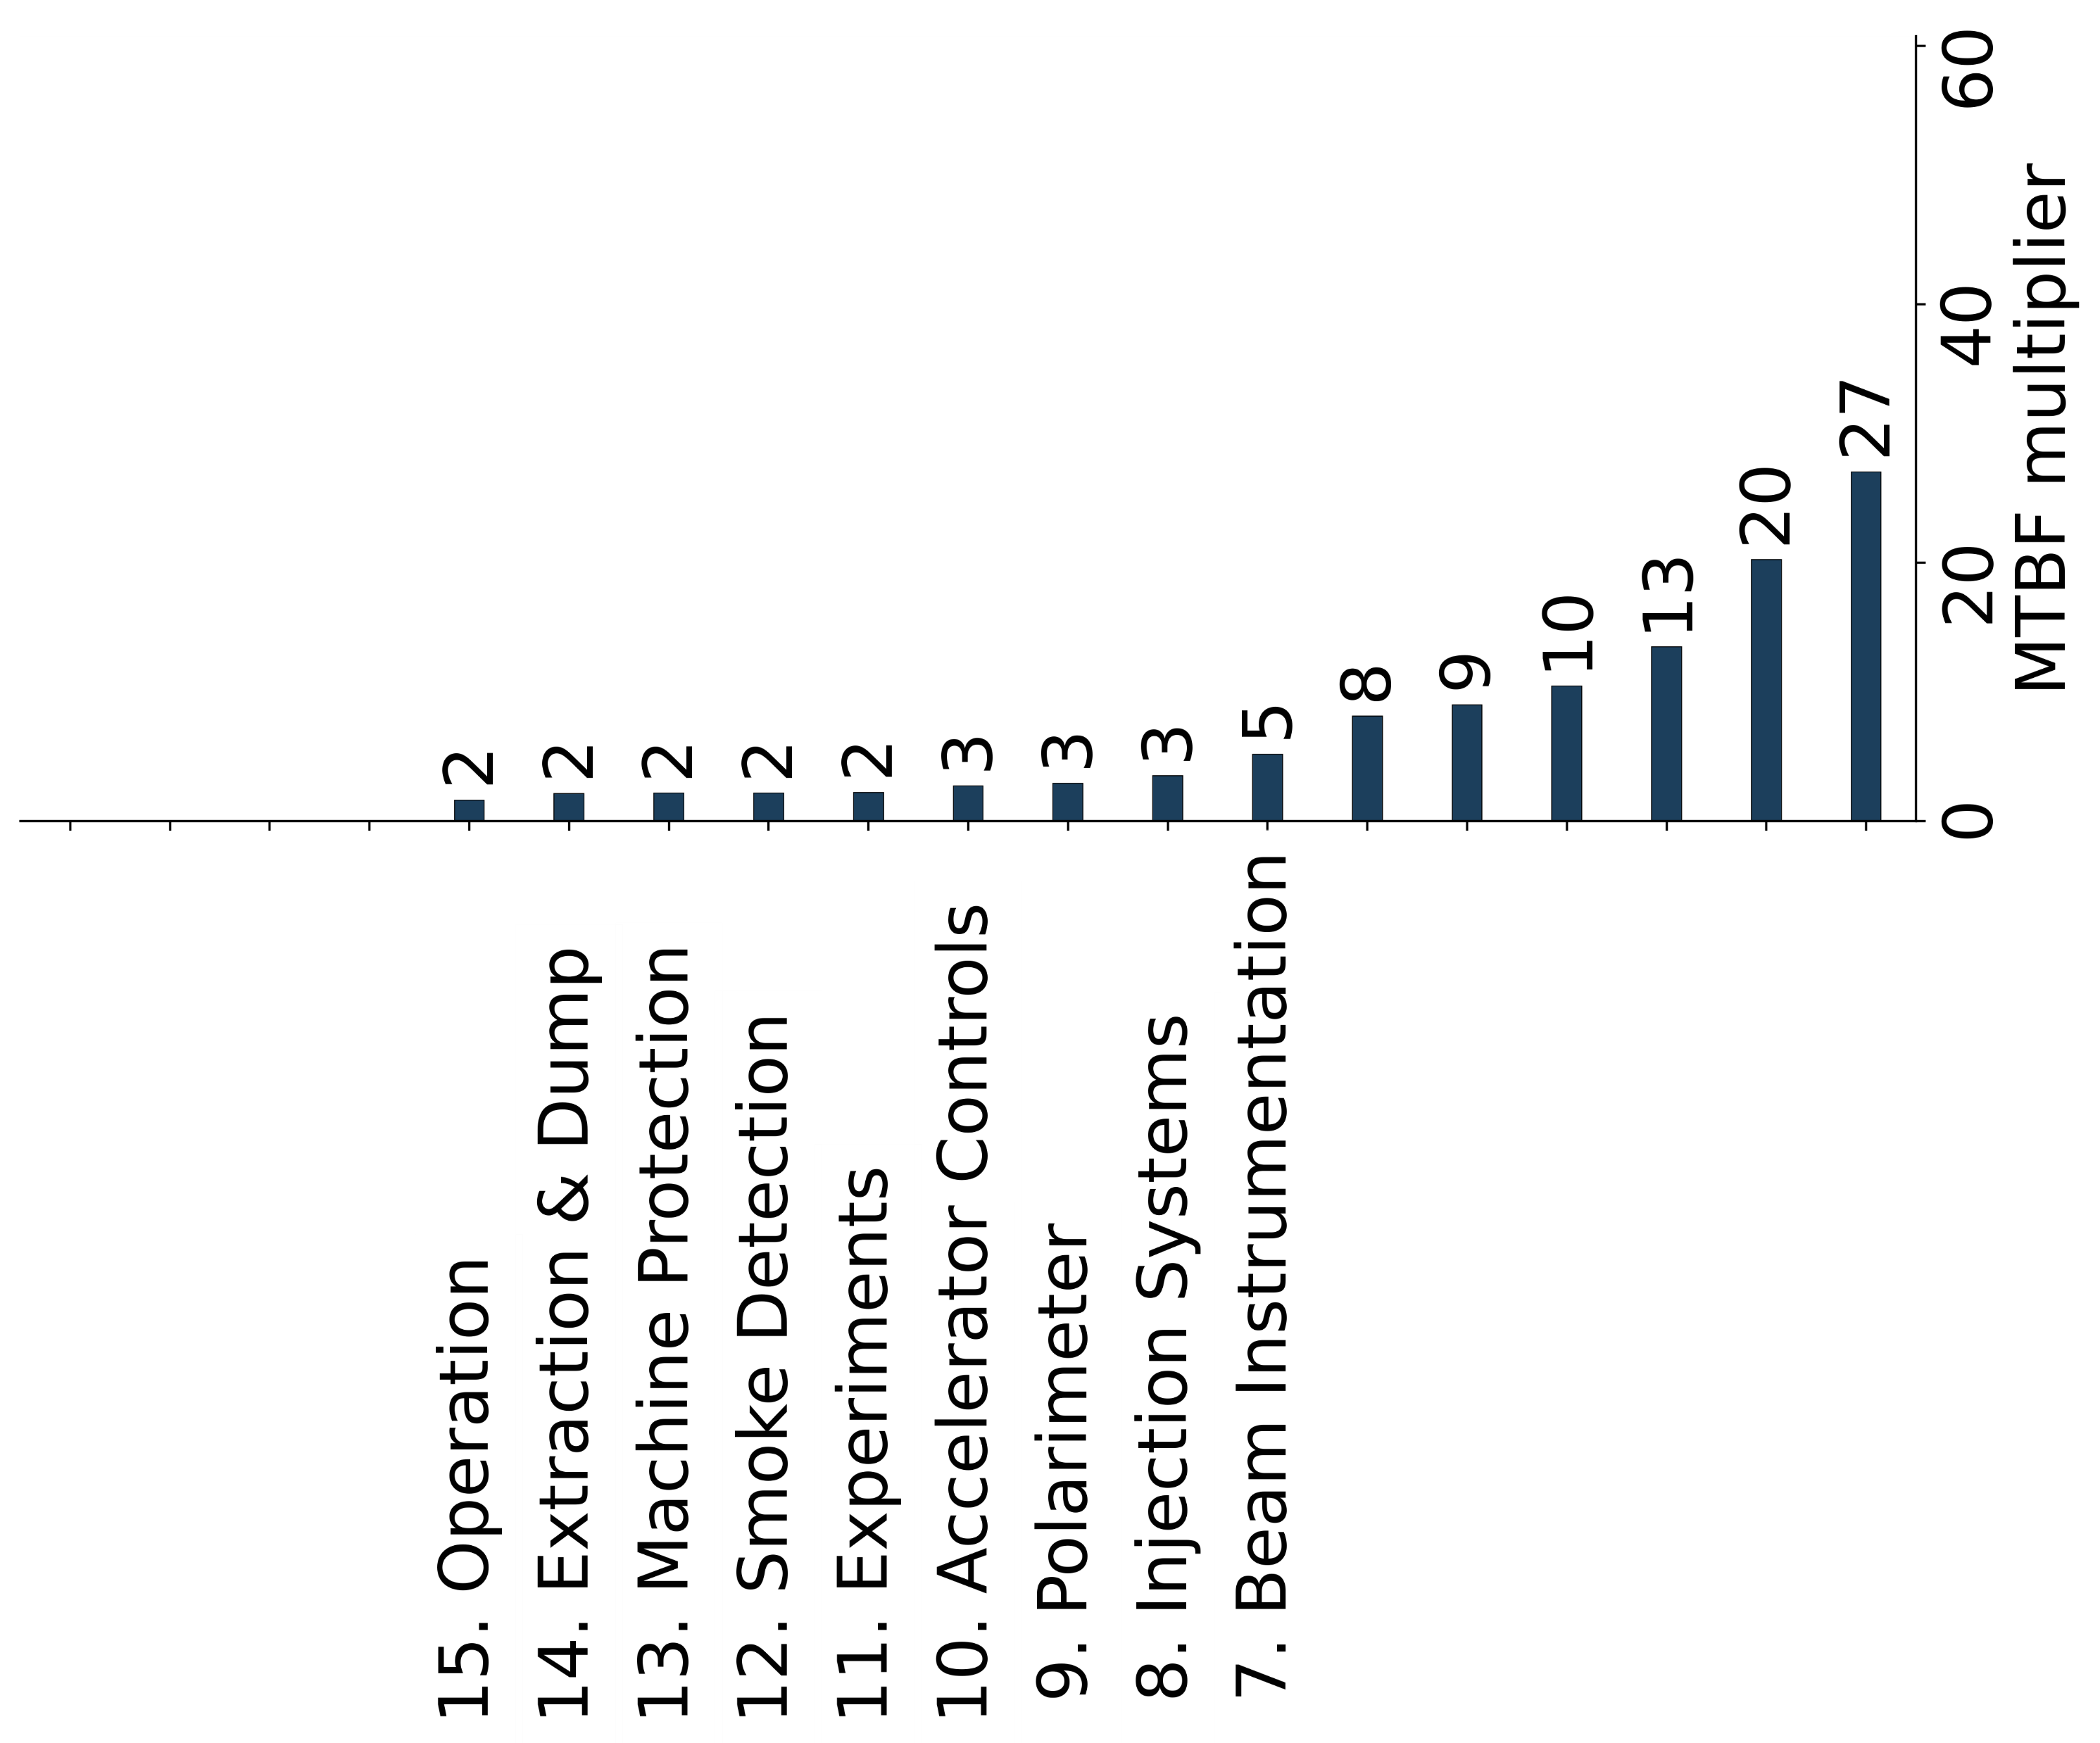 15. Operation 2
14. Extraction & Dump 2
13. Machine Protection 2
12. Smoke Detection 2
11. Experiments 2
10. Accelerator Controls 3
9. Polarimeter 3
8. Injection Systems 3
7. Beam Instrumentation 5
8
9
10
13
20
27
0 20 40 60
MTBF multiplier